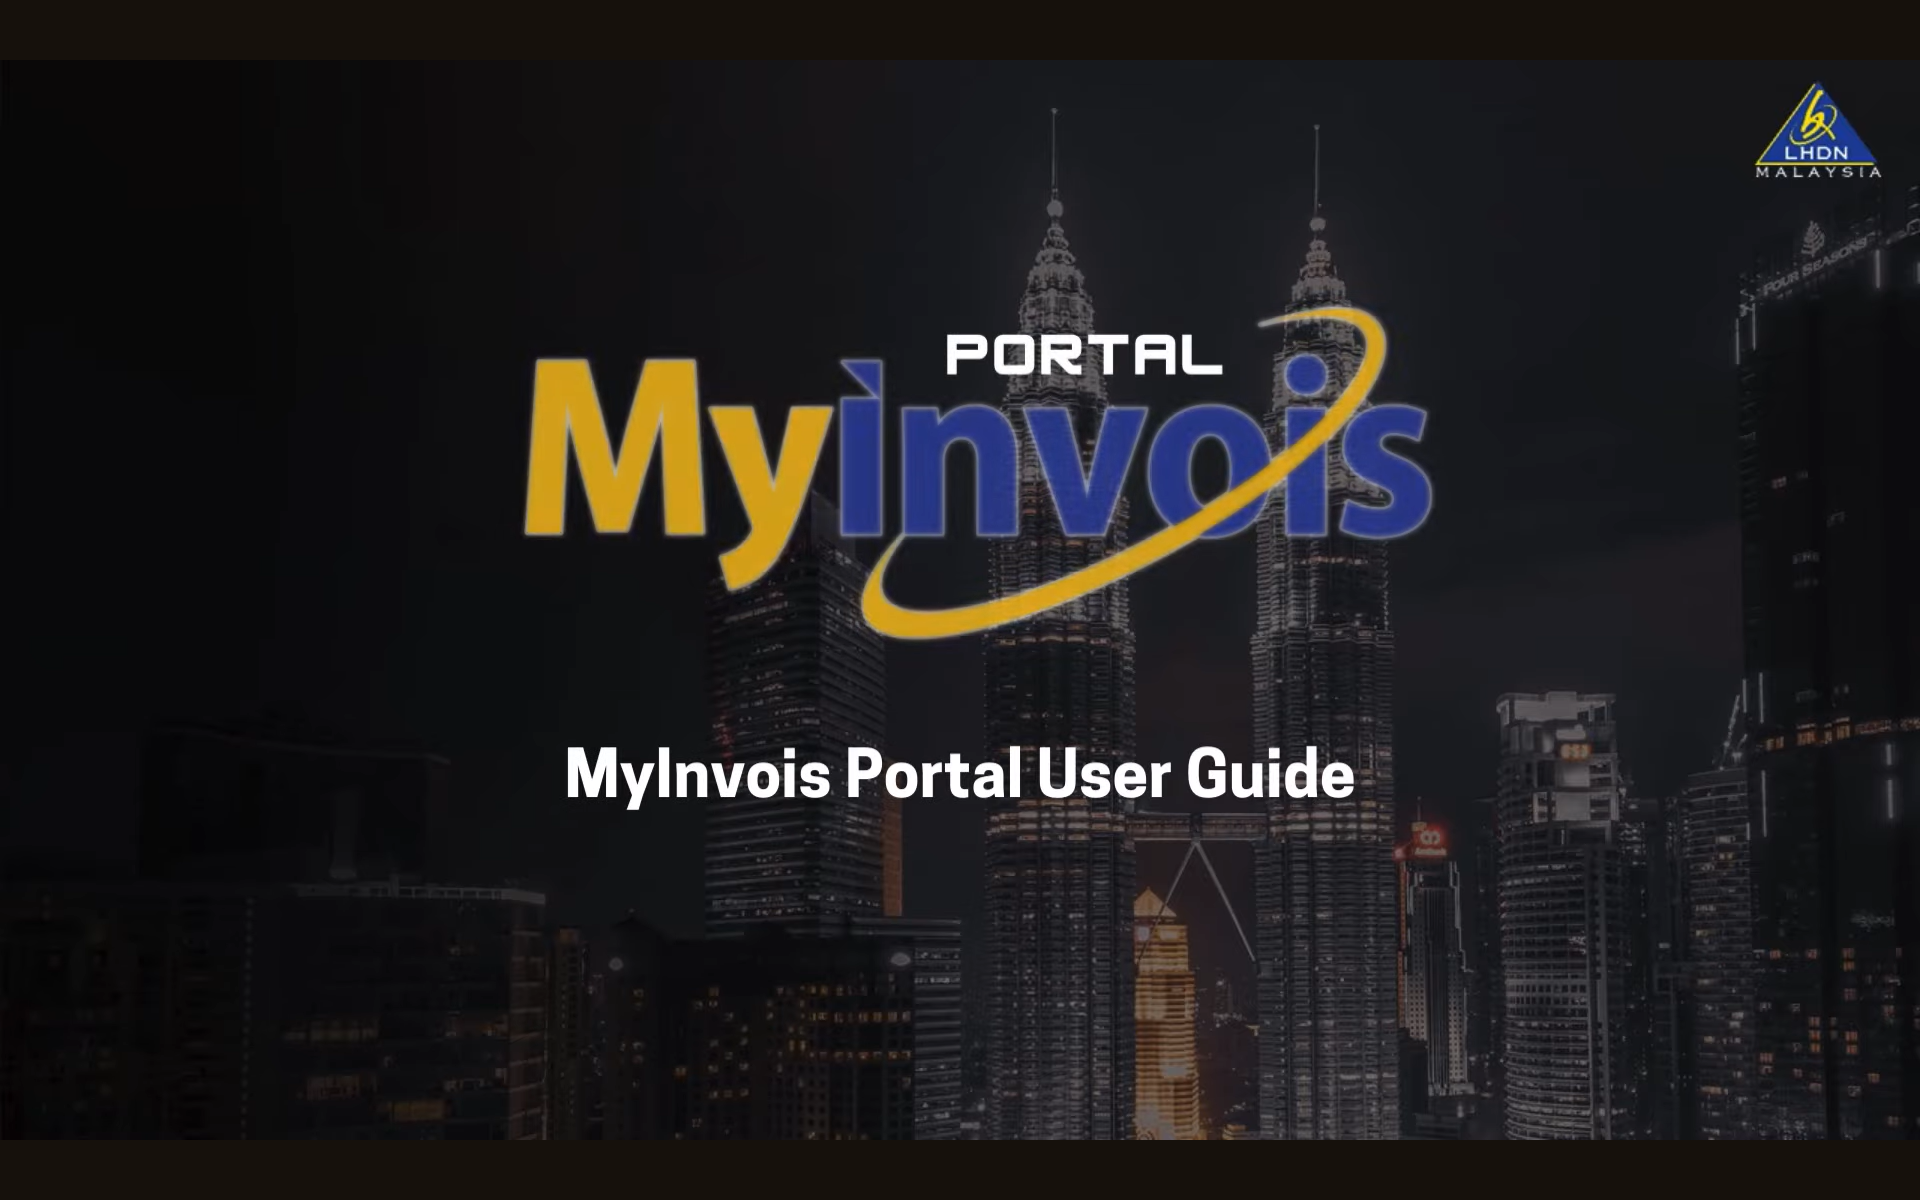 LHDN
MALAYSIA
FOUR SEASONS
PORTAL
MyInvois
MyInvois Portal User Guide